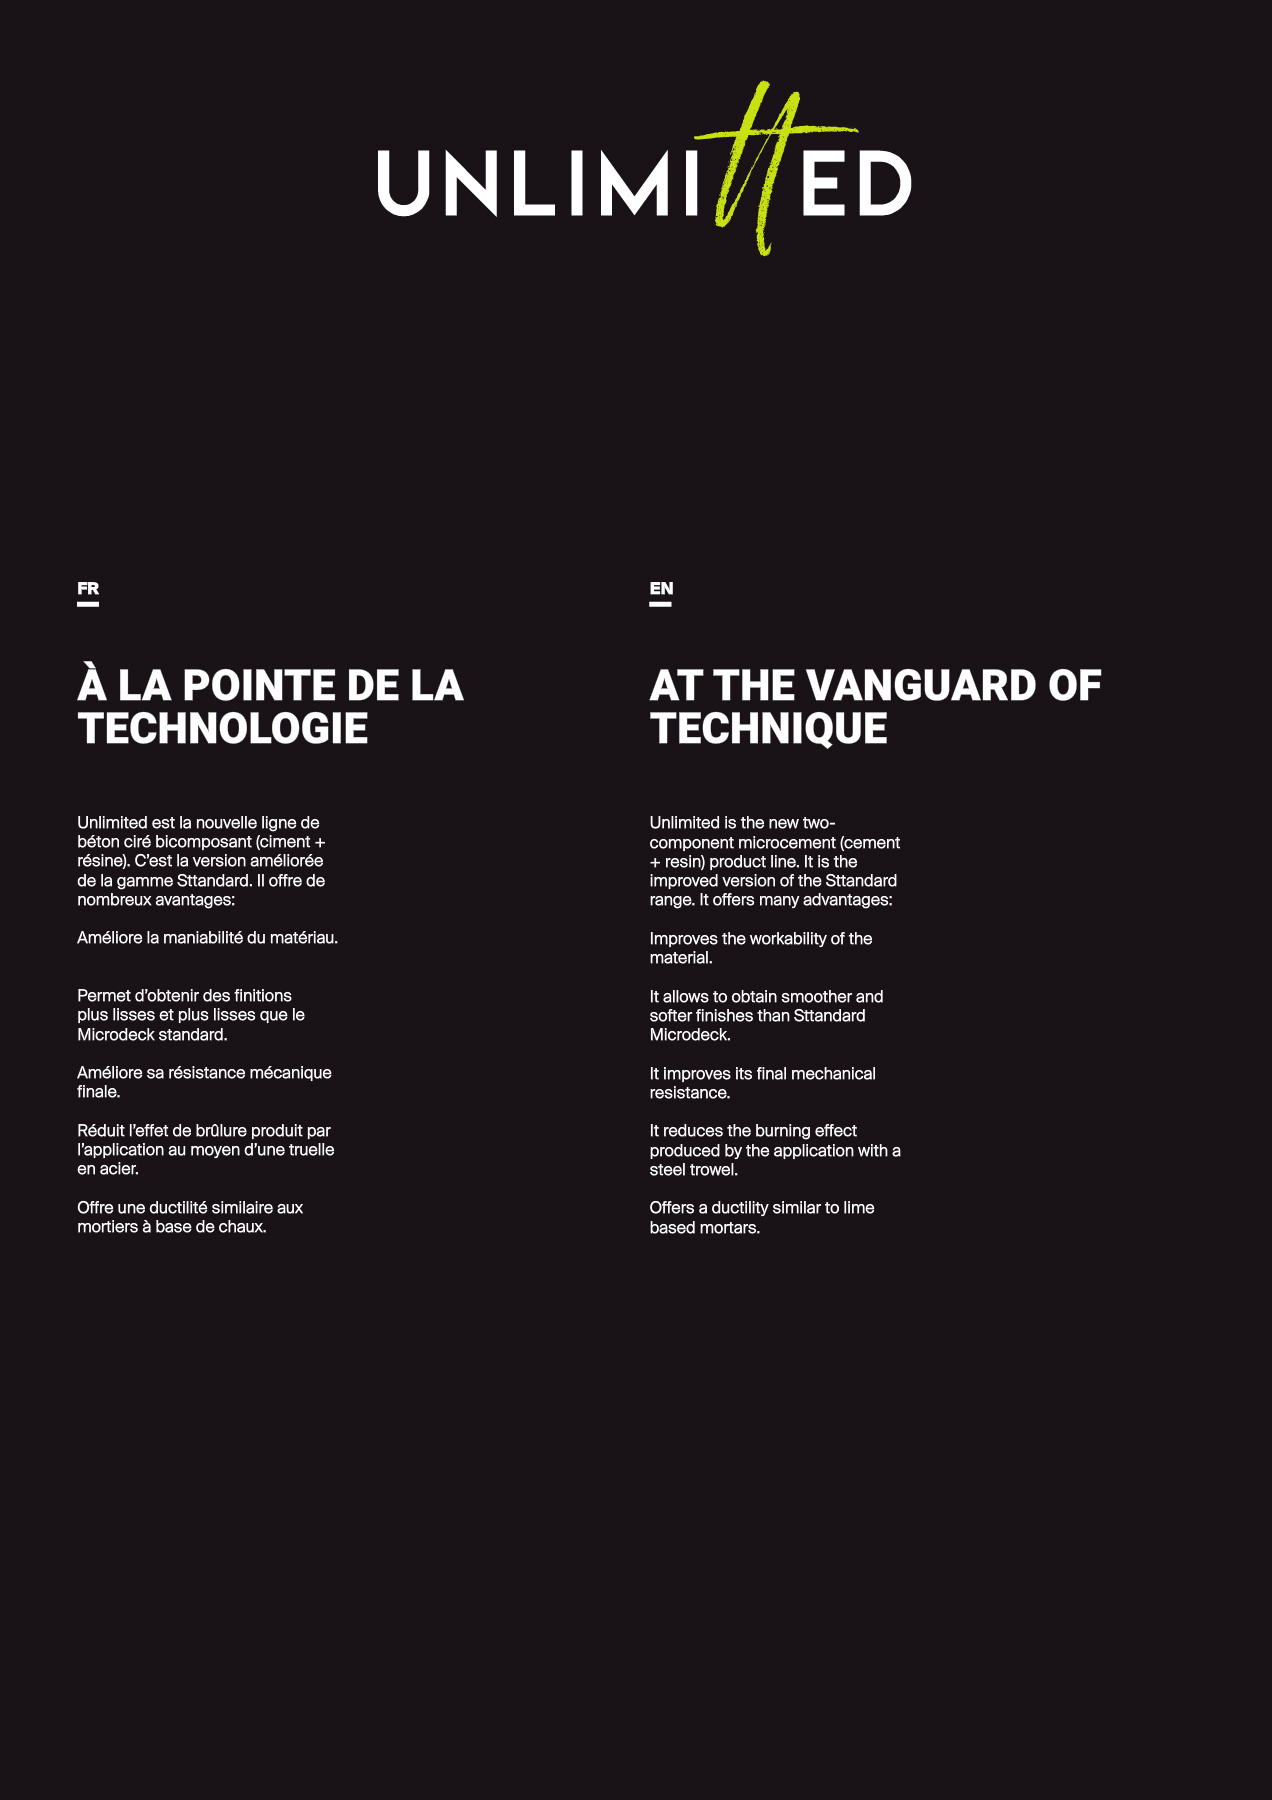 UNLIMITTED
FR
À LA POINTE DE LA
TECHNOLOGIE
Unlimited est la nouvelle ligne de
béton ciré bicomposant (ciment +
résine). C’est la version améliorée
de la gamme Sttandard. Il offre de
nombreux avantages:
Améliore la maniabilité du matériau.
Permet d’obtenir des finitions
plus lisses et plus lisses que le
Microdeck standard.
Améliore sa résistance mécanique
finale.
Réduit l’effet de brûlure produit par
l’application au moyen d’une truelle
en acier.
Offre une ductilité similaire aux
mortiers à base de chaux.
EN
AT THE VANGUARD OF
TECHNIQUE
Unlimited is the new two-
component microcement (cement
+ resin) product line. It is the
improved version of the Sttandard
range. It offers many advantages:
Improves the workability of the
material.
It allows to obtain smoother and
softer finishes than Sttandard
Microdeck.
It improves its final mechanical
resistance.
It reduces the burning effect
produced by the application with a
steel trowel.
Offers a ductility similar to lime
based mortars.